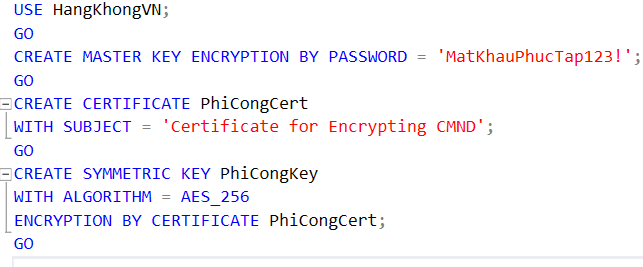 USE HangKhongVN;
GO
CREATE MASTER KEY ENCRYPTION BY PASSWORD = 'MatKhauPhucTap123!';
GO
CREATE CERTIFICATE PhiCongCert
WITH SUBJECT = 'Certificate for Encrypting CMND';
GO
CREATE SYMMETRIC KEY PhiCongKey
WITH ALGORITHM = AES_256
ENCRYPTION BY CERTIFICATE PhiCongCert;
GO